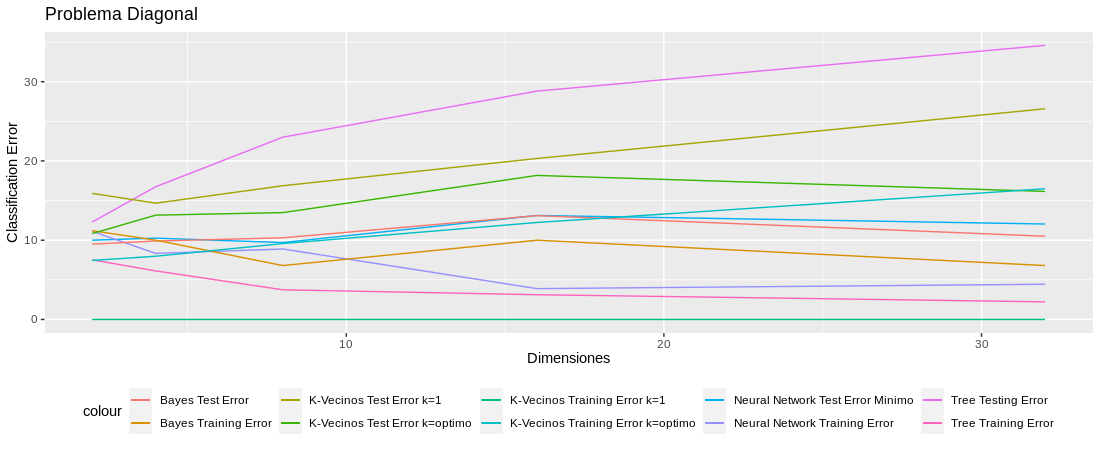 Problema Diagonal
Classification Error
30
20
10
0
10 20 30
Dimensiones
colour
Bayes Test Error K-Vecinos Test Error k=1 K-Vecinos Training Error k=1 Neural Network Test Error Minimo Tree Testing Error
Bayes Training Error K-Vecinos Test Error k=optimo K-Vecinos Training Error k=optimo Neural Network Training Error Tree Training Error